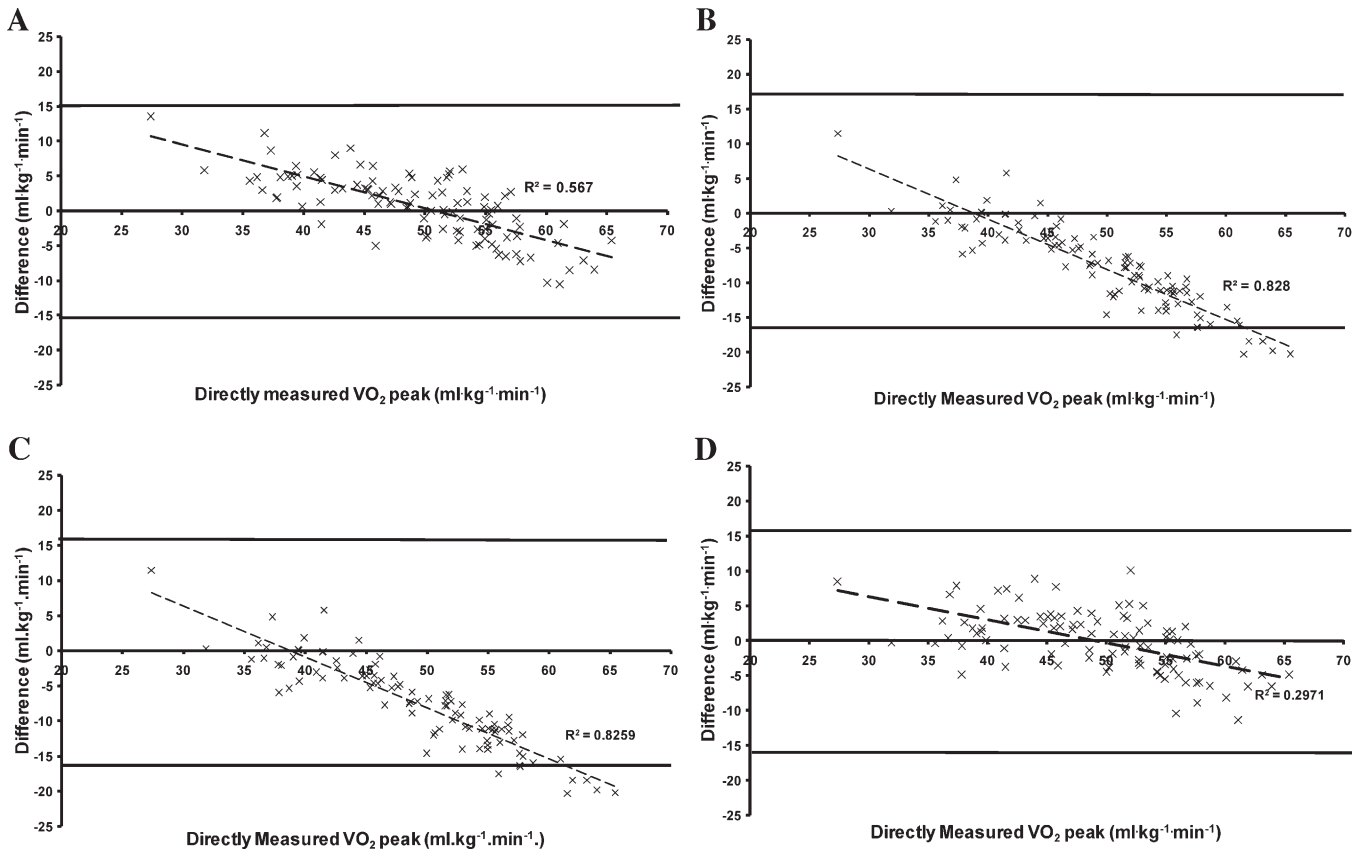 A
25
20
15
10
5
0
-5
-10
-15
-20
-25
20 25 30 35 40 45 50 55 60 65 70
Difference (ml·kg⁻¹·min⁻¹)
R² = 0.567
Directly measured VO₂ peak (ml·kg⁻¹·min⁻¹)
B
25
20
15
10
5
0
-5
-10
-15
-20
-25
20 25 30 35 40 45 50 55 60 65 70
Difference (ml·kg⁻¹·min⁻¹)
R² = 0.828
Directly Measured VO₂ peak (ml·kg⁻¹·min⁻¹)
C
25
20
15
10
5
0
-5
-10
-15
-20
-25
20 25 30 35 40 45 50 55 60 65 70
Difference (ml.kg⁻¹.min⁻¹)
R² = 0.8259
Directly Measured VO₂ peak (ml.kg⁻¹.min⁻¹.)
D
25
20
15
10
5
0
-5
-10
-15
-20
-25
20 25 30 35 40 45 50 55 60 65 70
Difference (ml·kg⁻¹·min⁻¹)
R² = 0.2971
Directly Measured VO₂ peak (ml·kg⁻¹·min⁻¹)